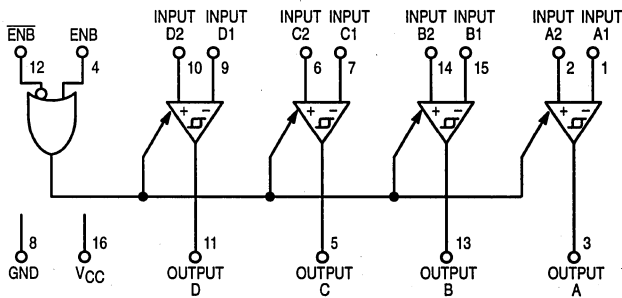 ENB ENB INPUT D2 INPUT D1 INPUT C2 INPUT C1 INPUT B2 INPUT B1 INPUT A2 INPUT A1
12 4 10 9 6 7 14 15 2 1
+ − + − + − + −
8 16 11 5 13 3
GND VCC OUTPUT D OUTPUT C OUTPUT B OUTPUT A